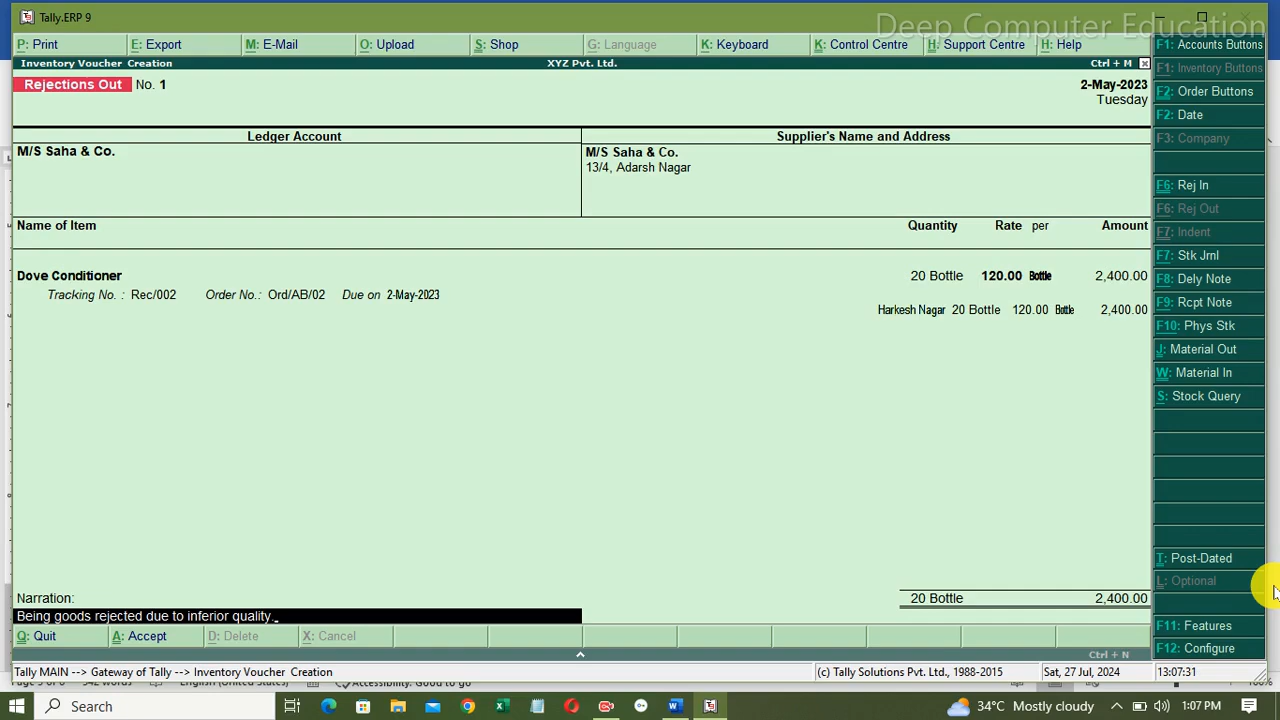 Deep Computer Education
Tally.ERP 9
P: Print E: Export M: E-Mail O: Upload S: Shop G: Language K: Keyboard K: Control Centre H: Support Centre H: Help
F1: Accounts Buttons
Inventory Voucher Creation XYZ Pvt. Ltd. Ctrl + M
F1: Inventory Buttons
Rejections Out No. 1 2-May-2023
F2: Order Buttons
Tuesday
F2: Date
Ledger Account Supplier's Name and Address
F3: Company
M/S Saha & Co. M/S Saha & Co.
13/4, Adarsh Nagar
F6: Rej In
F6: Rej Out
Name of Item Quantity Rate per Amount
F7: Indent
F7: Stk Jrnl
Dove Conditioner 20 Bottle 120.00 Bottle 2,400.00
F8: Dely Note
Tracking No. : Rec/002 Order No.: Ord/AB/02 Due on 2-May-2023
F9: Rcpt Note
Harkesh Nagar 20 Bottle 120.00 Bottle 2,400.00
F10: Phys Stk
J: Material Out
W: Material In
S: Stock Query
T: Post-Dated
L: Optional
Narration: 20 Bottle 2,400.00
Being goods rejected due to inferior quality.
F11: Features
Q: Quit A: Accept D: Delete X: Cancel
F12: Configure
Ctrl + N
Tally MAIN --> Gateway of Tally --> Inventory Voucher Creation (c) Tally Solutions Pvt. Ltd., 1988-2015 Sat, 27 Jul, 2024 13:07:31
Search 34°C Mostly cloudy 1:07 PM